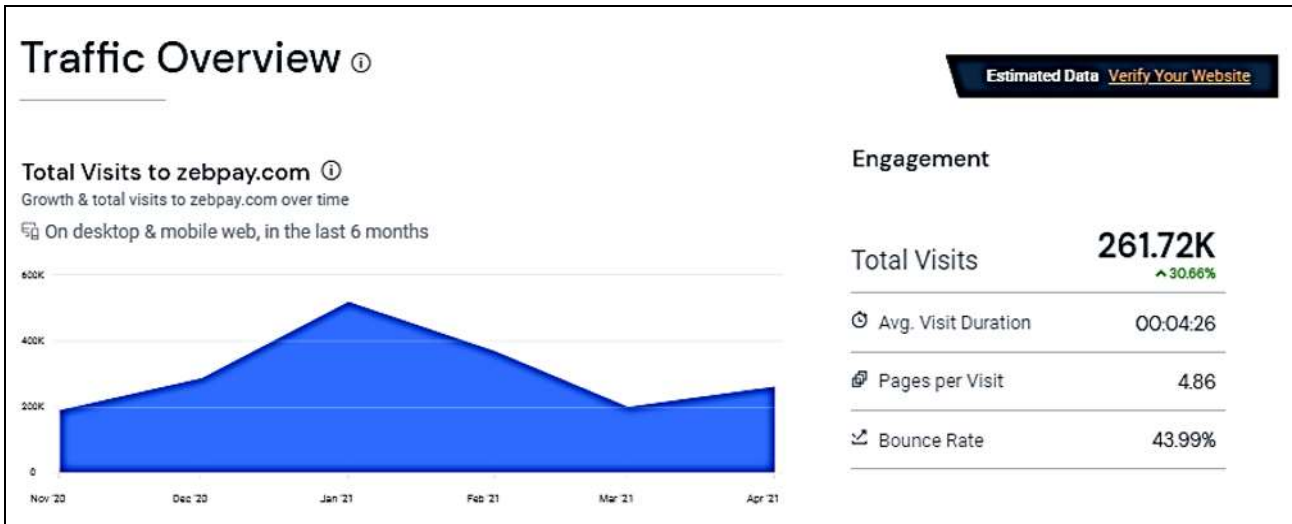 Traffic Overview
Estimated Data Verify Your Website
Total Visits to zebpay.com
Growth & total visits to zebpay.com over time
On desktop & mobile web, in the last 6 months
600K
400K
200K
0
Nov '20 Dec '20 Jan '21 Feb '21 Mar '21 Apr '21
Engagement
Total Visits 261.72K
30.66%
Avg. Visit Duration 00:04:26
Pages per Visit 4.86
Bounce Rate 43.99%